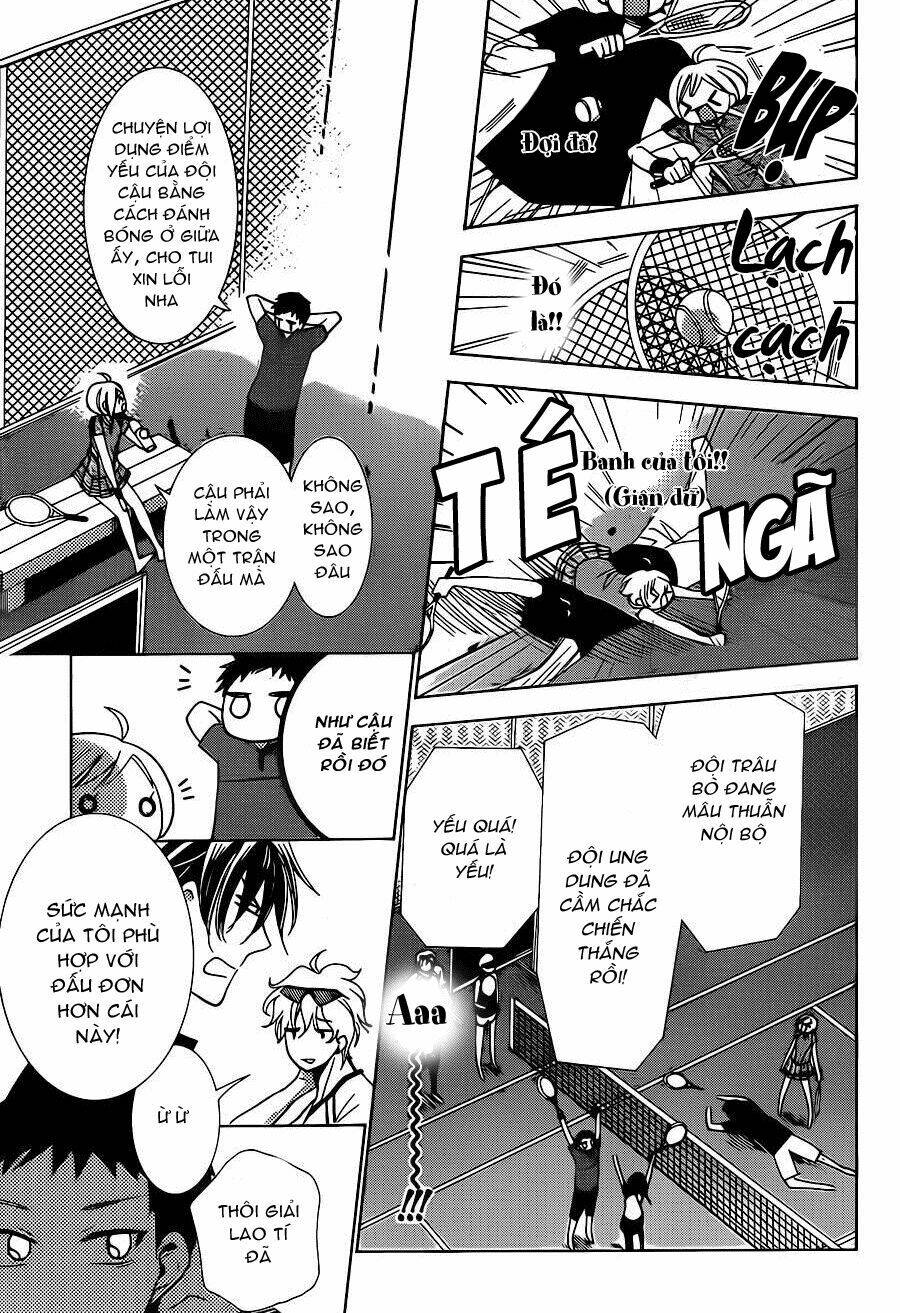 BỤP
Đợi đã!
Lạch
cạch
Đó
là!!
TÉ
NGÃ
Banh của tôi!!
(Giận dữ)
ĐỘI TRÂU
BÒ ĐANG
MÂU THUẪN
NỘI BỘ
ĐỘI UNG
DUNG ĐÃ
CẦM CHẮC
CHIẾN
THẮNG
RỒI!
YẾU QUÁ!
QUÁ LÀ
YẾU!
Aaa
!!!
CHUYỆN LỢI
DỤNG ĐIỂM
YẾU CỦA ĐỘI
CẬU BẰNG
CÁCH ĐÁNH
BÓNG Ở GIỮA
ẤY, CHO TUI
XIN LỖI
NHA
KHÔNG
SAO,
KHÔNG
SAO
ĐÂU
CẬU PHẢI
LÀM VẬY
TRONG
MỘT TRẬN
ĐẤU MÀ
NHƯ CẬU
ĐÃ BIẾT
RỒI ĐÓ
SỨC MẠNH
CỦA TÔI PHÙ
HỢP VỚI
ĐẤU ĐƠN
HƠN CÁI
NÀY!
Ừ Ừ
THÔI GIẢI
LAO TÍ
ĐÃ